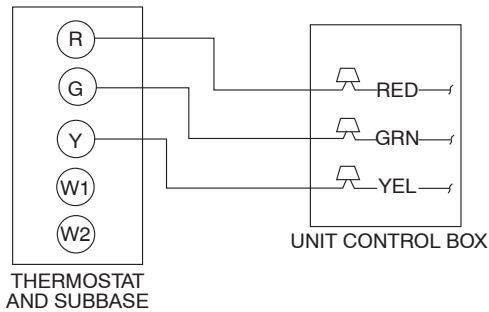 R
G
Y
W1
W2
RED
GRN
YEL
THERMOSTAT
AND SUBBASE
UNIT CONTROL BOX